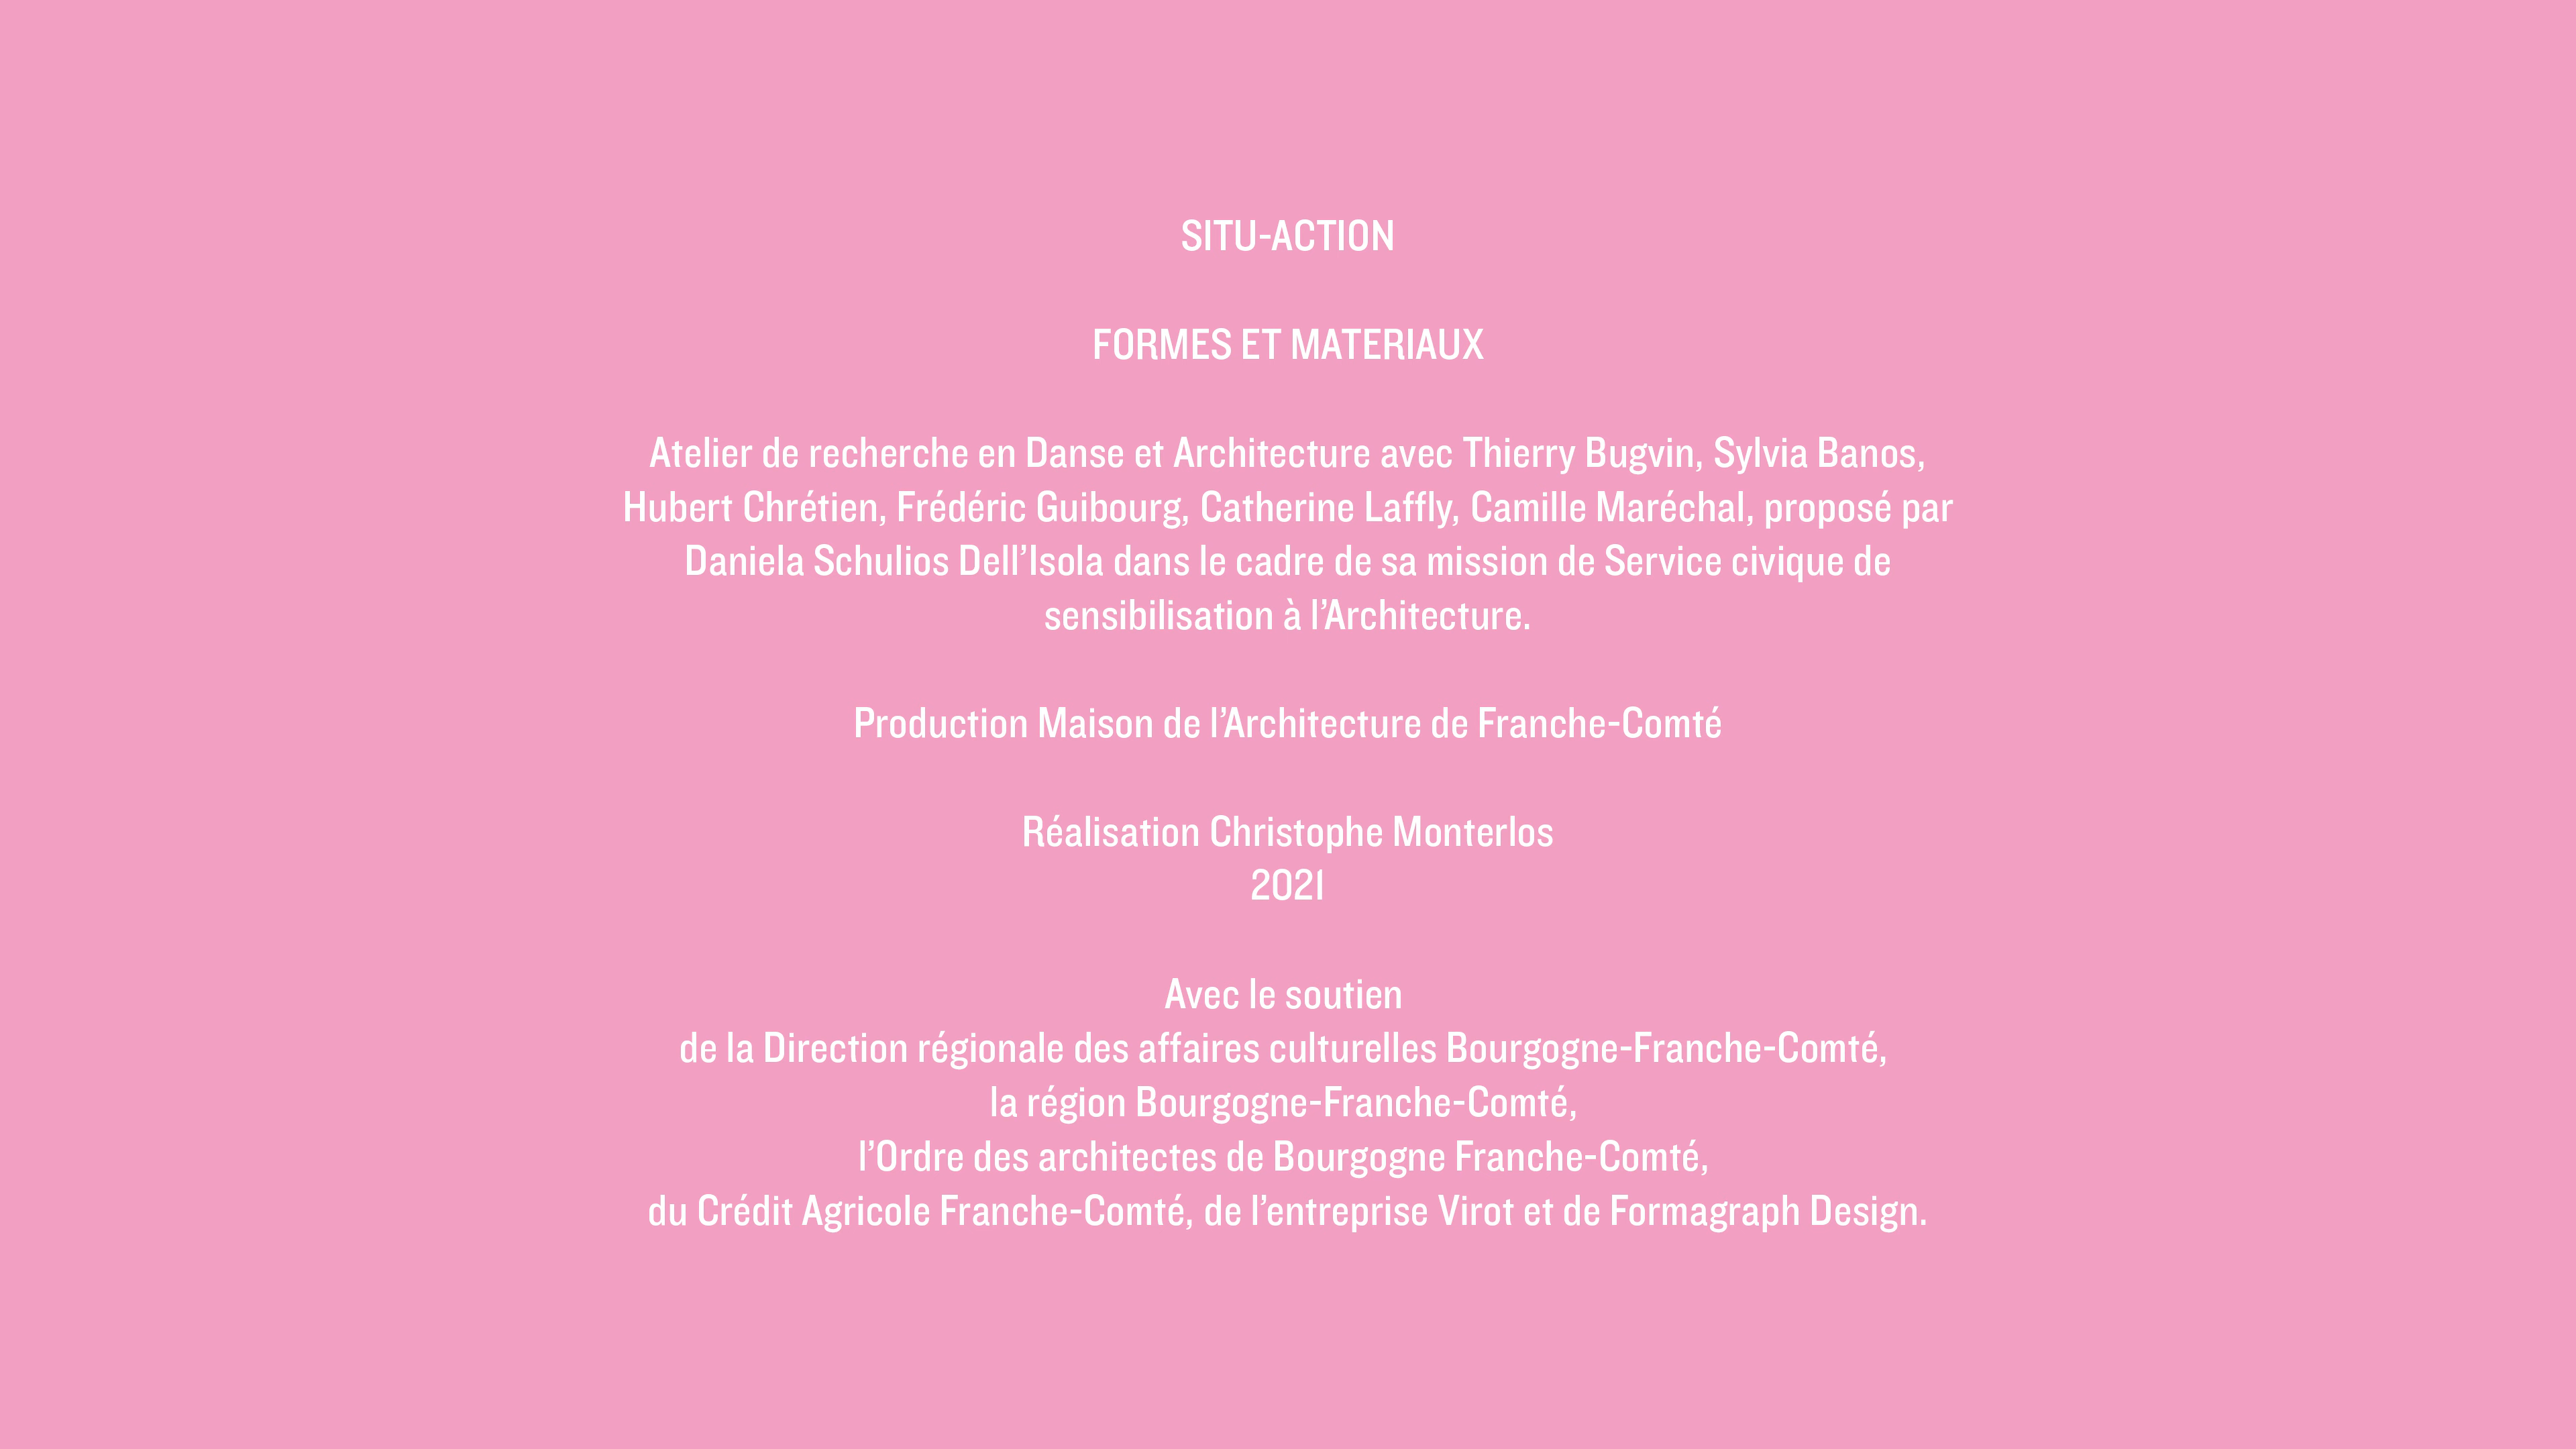 SITU-ACTION
FORMES ET MATERIAUX
Atelier de recherche en Danse et Architecture avec Thierry Bugvin, Sylvia Banos,
Hubert Chrétien, Frédéric Guibourg, Catherine Laffly, Camille Maréchal, proposé par
Daniela Schulios Dell’Isola dans le cadre de sa mission de Service civique de
sensibilisation à l’Architecture.
Production Maison de l’Architecture de Franche-Comté
Réalisation Christophe Monterlos
2021
Avec le soutien
de la Direction régionale des affaires culturelles Bourgogne-Franche-Comté,
la région Bourgogne-Franche-Comté,
l’Ordre des architectes de Bourgogne Franche-Comté,
du Crédit Agricole Franche-Comté, de l’entreprise Virot et de Formagraph Design.